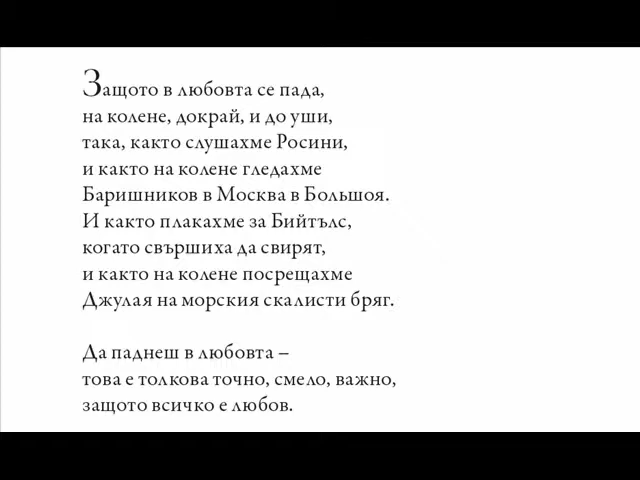 Защото в любовта се пада,
на колене, докрай, и до уши,
така, както слушахме Росини,
и както на колене гледахме
Баришников в Москва в Большоя.
И както плакахме за Бийтълс,
когато свършиха да свирят,
и както на колене посрещахме
Джулая на морския скалисти бряг.
Да паднеш в любовта –
това е толкова точно, смело, важно,
защото всичко е любов.